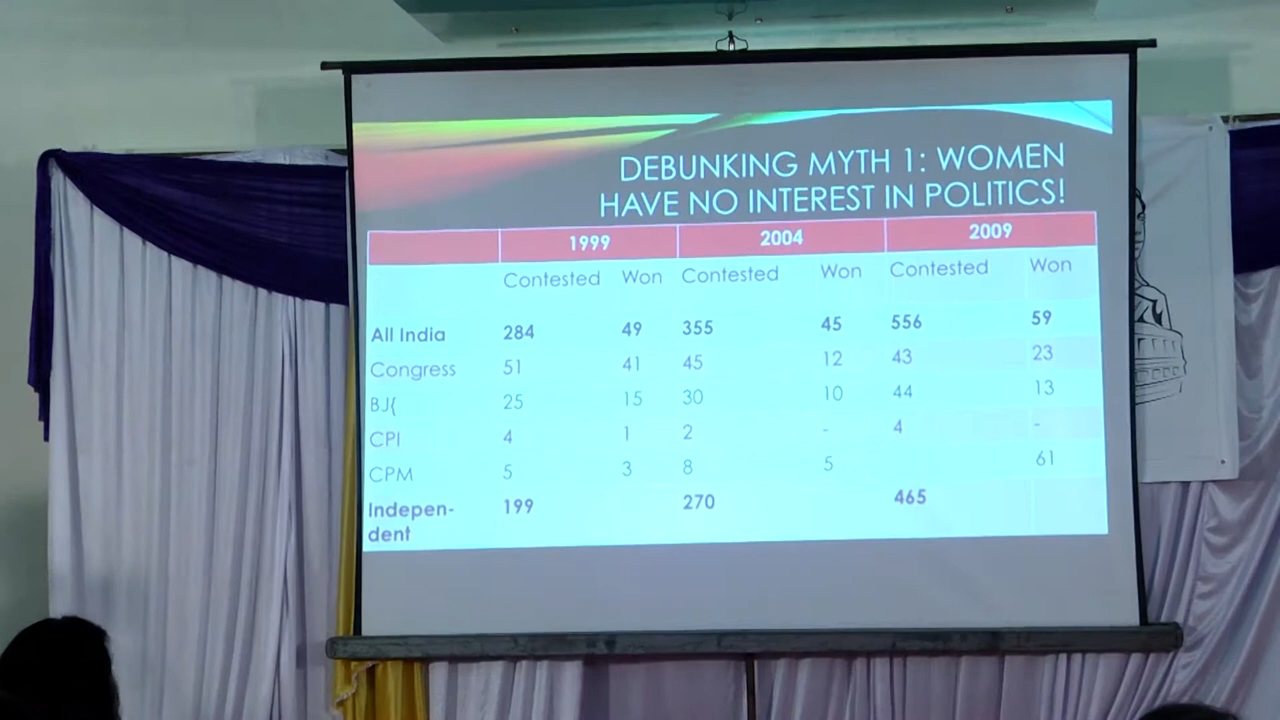 DEBUNKING MYTH 1: WOMEN
HAVE NO INTEREST IN POLITICS!
1999 2004 2009
Contested Won Contested Won Contested Won
All India 284 49 355 45 556 59
Congress 51 41 45 12 43 23
BJ{ 25 15 30 10 44 13
CPI 4 1 2 - 4 -
CPM 5 3 8 5 61
Indepen- 199 270 465
dent